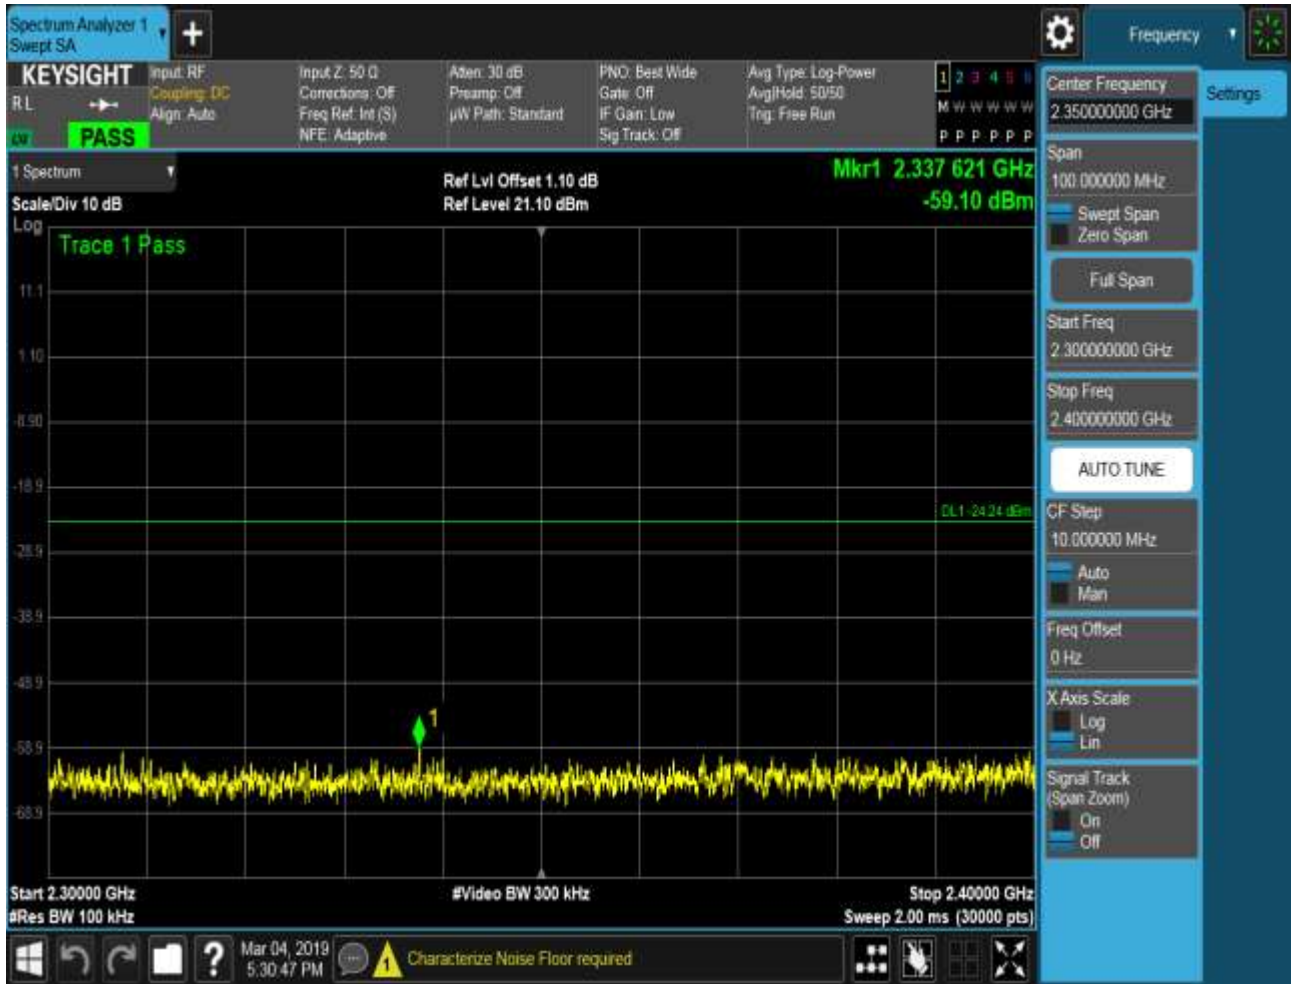 Spectrum Analyzer 1
Swept SA
+
Frequency
KEYSIGHT
R L
LW
PASS
Input: RF
Coupling: DC
Align: Auto
Input Z: 50 Ω
Corrections: Off
Freq Ref: Int (S)
NFE: Adaptive
Atten: 30 dB
Preamp: Off
µW Path: Standard
PNO: Best Wide
Gate: Off
IF Gain: Low
Sig Track: Off
Avg Type: Log-Power
Avg|Hold: 50/50
Trig: Free Run
1 2 3 4 5 6
M W W W W W
P P P P P P
1 Spectrum
Scale/Div 10 dB
Ref Lvl Offset 1.10 dB
Ref Level 21.10 dBm
Mkr1 2.337 621 GHz
-59.10 dBm
Log
Trace 1 Pass
11.1
1.10
-8.90
-18.9
DL1 -24.24 dBm
-28.9
-38.9
-48.9
1
-58.9
-68.9
Start 2.30000 GHz
#Video BW 300 kHz
Stop 2.40000 GHz
#Res BW 100 kHz
Sweep 2.00 ms (30000 pts)
Center Frequency
2.350000000 GHz
Settings
Span
100.000000 MHz
Swept Span
Zero Span
Full Span
Start Freq
2.300000000 GHz
Stop Freq
2.400000000 GHz
AUTO TUNE
CF Step
10.000000 MHz
Auto
Man
Freq Offset
0 Hz
X Axis Scale
Log
Lin
Signal Track
(Span Zoom)
On
Off
?
Mar 04, 2019
5:30:47 PM
1
Characterize Noise Floor required